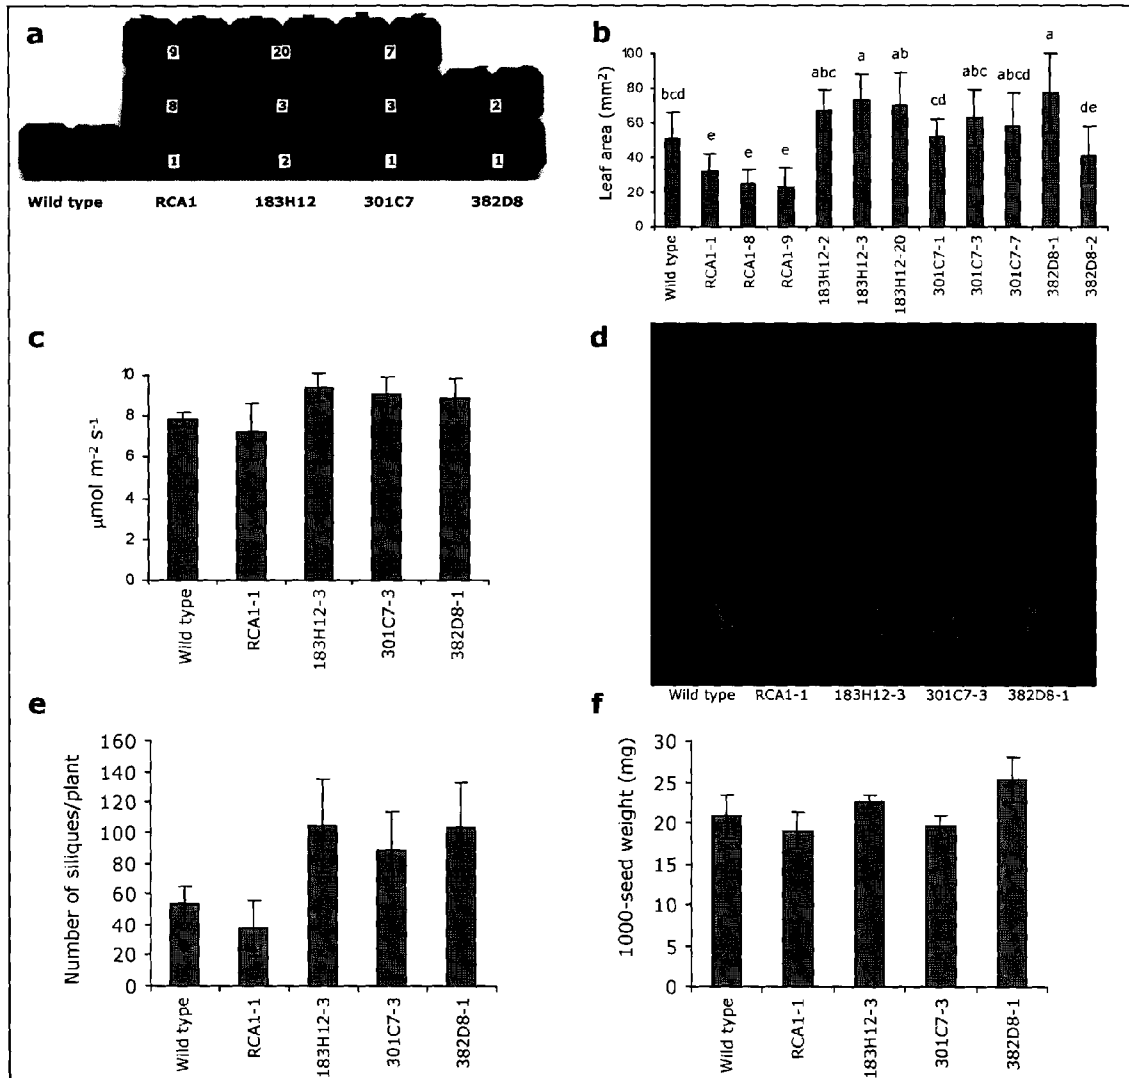 a
9 20 7
8 3 3 2
1 2 1 1
Wild type RCA1 183H12 301C7 382D8
b
Leaf area (mm²)
100
80
60
40
20
0
bcd e e e abc a ab cd abc abcd a de
Wild type
RCA1-1
RCA1-8
RCA1-9
183H12-2
183H12-3
183H12-20
301C7-1
301C7-3
301C7-7
382D8-1
382D8-2
c
µmol m-2 s-1
10
8
6
4
2
0
Wild type
RCA1-1
183H12-3
301C7-3
382D8-1
d
Wild type RCA1-1 183H12-3 301C7-3 382D8-1
e
Number of siliques/plant
160
140
120
100
80
60
40
20
0
Wild type
RCA1-1
183H12-3
301C7-3
382D8-1
f
1000-seed weight (mg)
30
25
20
15
10
5
0
Wild type
RCA1-1
183H12-3
301C7-3
382D8-1